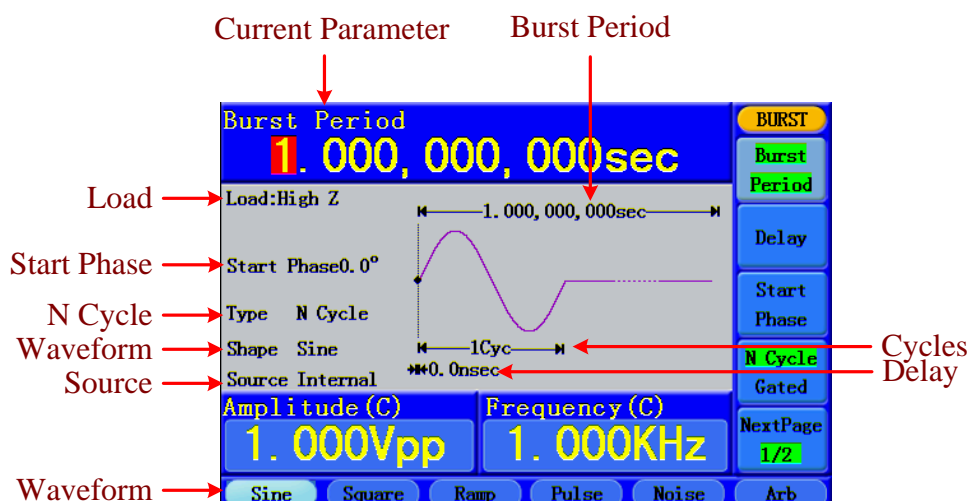 Current Parameter
Burst Period
Burst Period
1.000,000,000sec
BURST
Burst
Period
Load
Load:High Z
1.000,000,000sec
Delay
Start Phase
Start Phase0.0°
Start
Phase
N Cycle
Type N Cycle
Waveform
Shape Sine
1Cyc
Cycles
N Cycle
Gated
Source
Source Internal
0.0nsec
Delay
Amplitude(C)
Frequency(C)
1.000Vpp
1.000KHz
NextPage
1/2
Waveform
Sine
Square
Ramp
Pulse
Noise
Arb